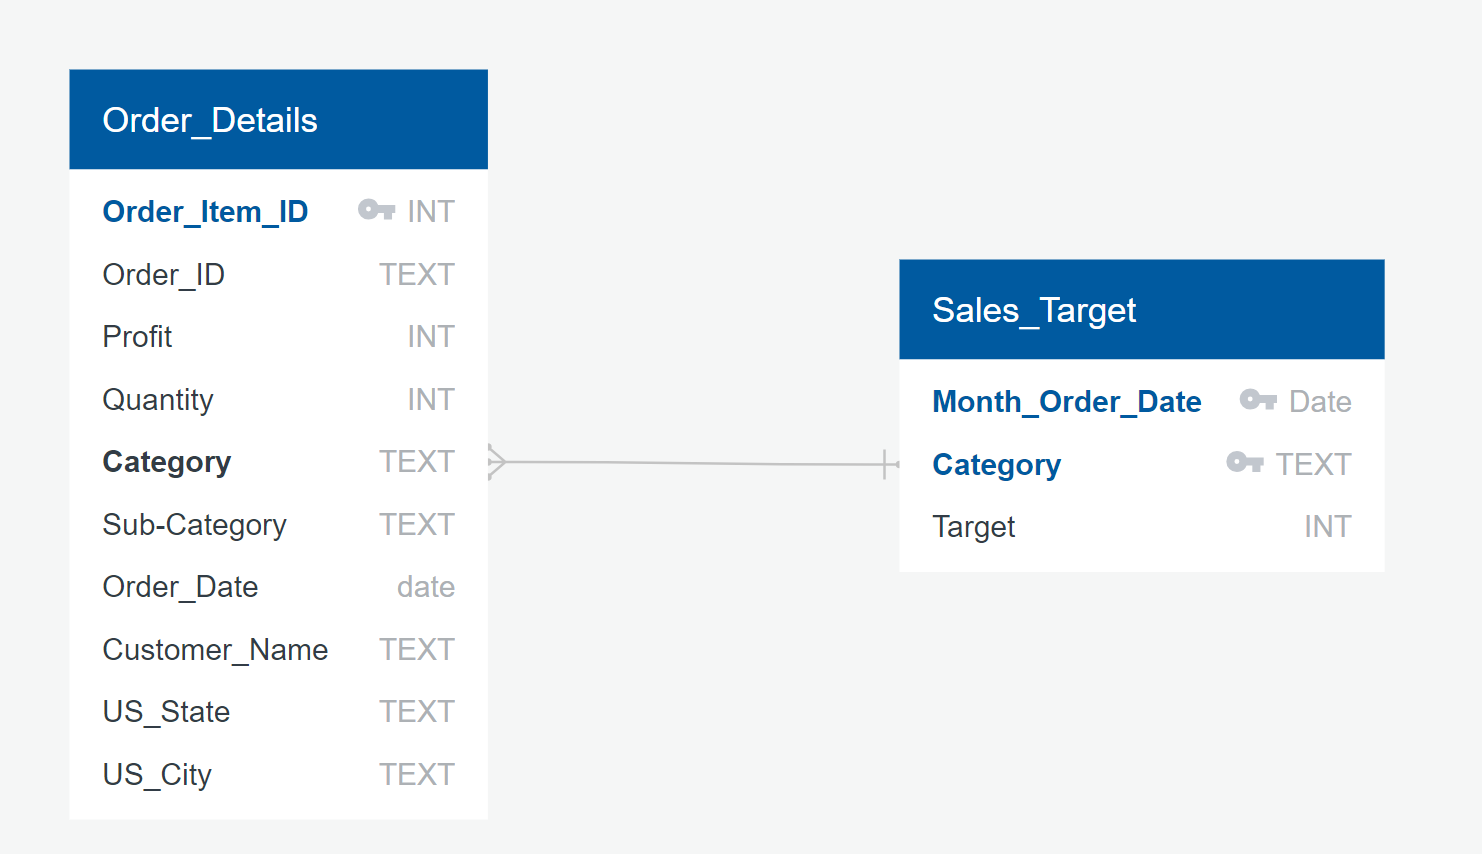 Order_Details
Order_Item_ID INT
Order_ID TEXT
Profit INT
Quantity INT
Category TEXT
Sub-Category TEXT
Order_Date date
Customer_Name TEXT
US_State TEXT
US_City TEXT
Sales_Target
Month_Order_Date Date
Category TEXT
Target INT